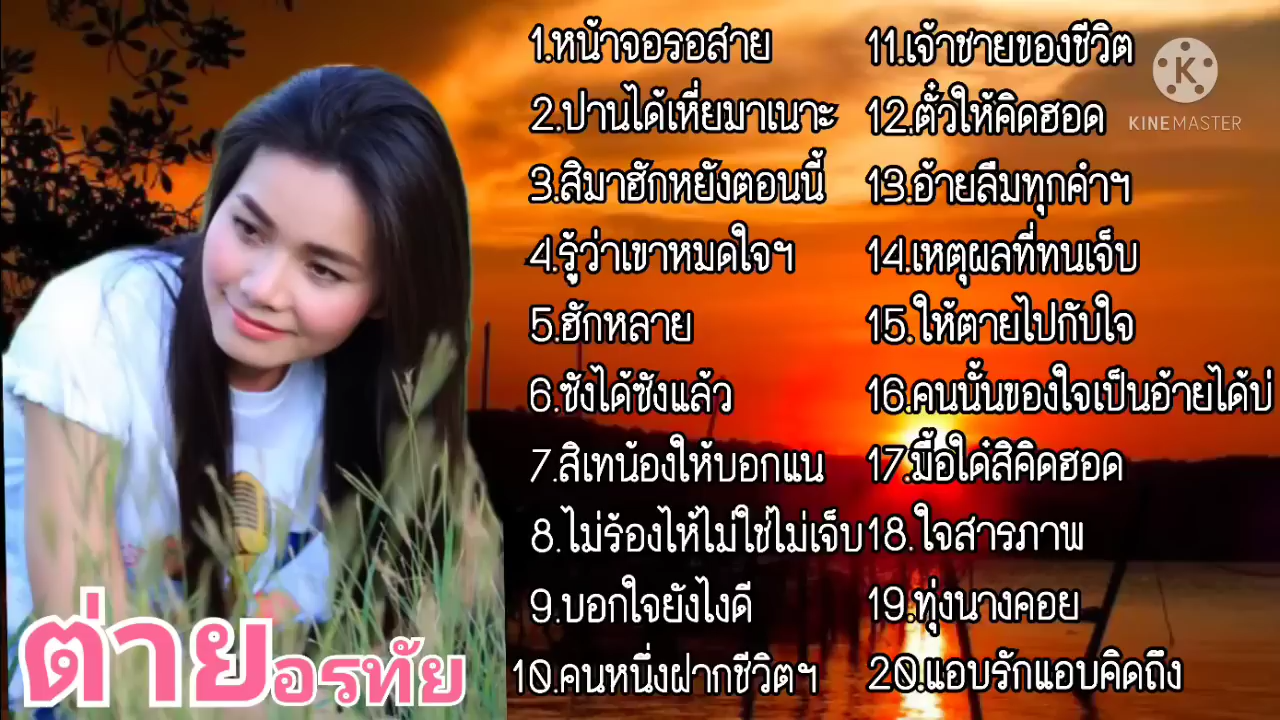 1.หน้าจอรอสาย
2.ปานได้เหี่ยมาเนาะ
3.สิมาฮักหยังตอนนี้
4.รู้ว่าเขาหมดใจฯ
5.ฮักหลาย
6.ซังได้ซังแล้ว
7.สิเทน้องให้บอกแน
8.ไม่ร้องไห้ไม่ใช่ไม่เจ็บ
9.บอกใจยังไงดี
10.คนหนึ่งฝากชีวิตฯ
11.เจ้าชายของชีวิต
12.ตั๋วให้คิดฮอด
13.อ้ายลืมทุกคำฯ
14.เหตุผลที่ทนเจ็บ
15.ให้ตายไปกับใจ
16.คนนั้นของใจเป็นอ้ายได้บ่
17.มื้อใด๋สิคิดฮอด
18.ใจสารภาพ
19.ทุ่งนางคอย
20.แอบรักแอบคิดถึง
K
KINEMASTER
ต่ายอรทัย